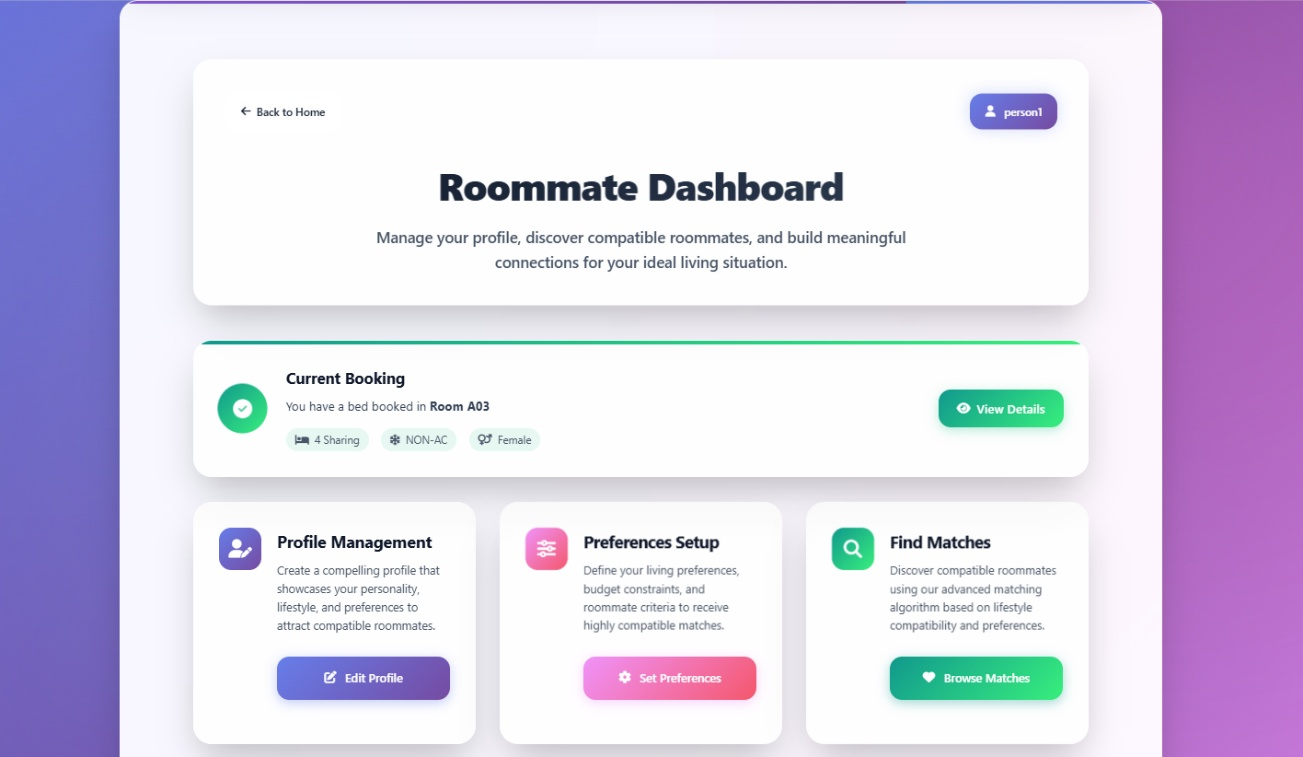 Back to Home
person1
Roommate Dashboard
Manage your profile, discover compatible roommates, and build meaningful
connections for your ideal living situation.
Current Booking
You have a bed booked in Room A03
4 Sharing
NON-AC
Female
View Details
Profile Management
Create a compelling profile that
showcases your personality,
lifestyle, and preferences to
attract compatible roommates.
Edit Profile
Preferences Setup
Define your living preferences,
budget constraints, and
roommate criteria to receive
highly compatible matches.
Set Preferences
Find Matches
Discover compatible roommates
using our advanced matching
algorithm based on lifestyle
compatibility and preferences.
Browse Matches